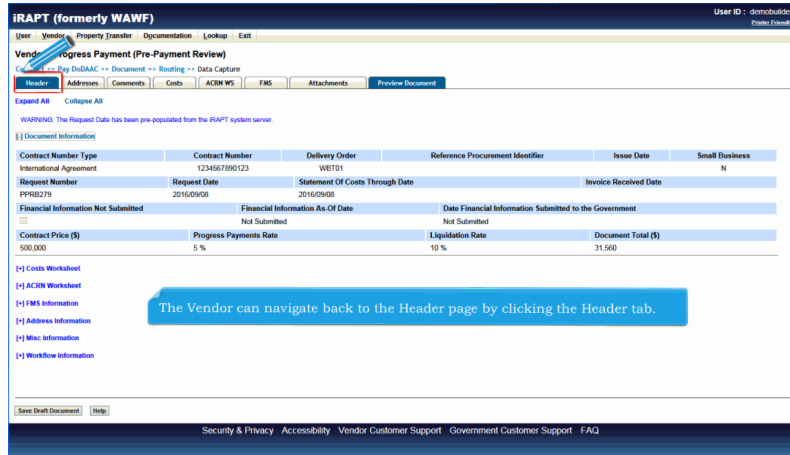 iRAPT (formerly WAWF)
User ID : demobuilde
Printer Friendl
User Vendor Property Transfer Documentation Lookup Exit
Progress Payment (Pre-Payment Review)
Pay DoDAAC >> Document >> Routing >> Data Capture
Header Addresses Comments Costs ACRN WS FMS Attachments Preview Document
Expand All Collapse All
WARNING: The Request Date has been pre-populated from the iRAPT system server.
[-] Document Information
Contract Number Type Contract Number Delivery Order Reference Procurement Identifier Issue Date Small Business
International Agreement 1234567890123 WBT01 N
Request Number Request Date Statement Of Costs Through Date Invoice Received Date
PPRB279 2016/09/08 2016/09/08
Financial Information Not Submitted Financial Information As-Of Date Date Financial Information Submitted to the Government
Not Submitted Not Submitted
Contract Price ($) Progress Payments Rate Liquidation Rate Document Total ($)
500,000 5 % 10 % 31,560
[+] Costs Worksheet
[+] ACRN Worksheet
[+] FMS Information
[+] Address Information
[+] Misc Information
[+] Workflow Information
The Vendor can navigate back to the Header page by clicking the Header tab.
Save Draft Document Help
Security & Privacy Accessibility Vendor Customer Support Government Customer Support FAQ